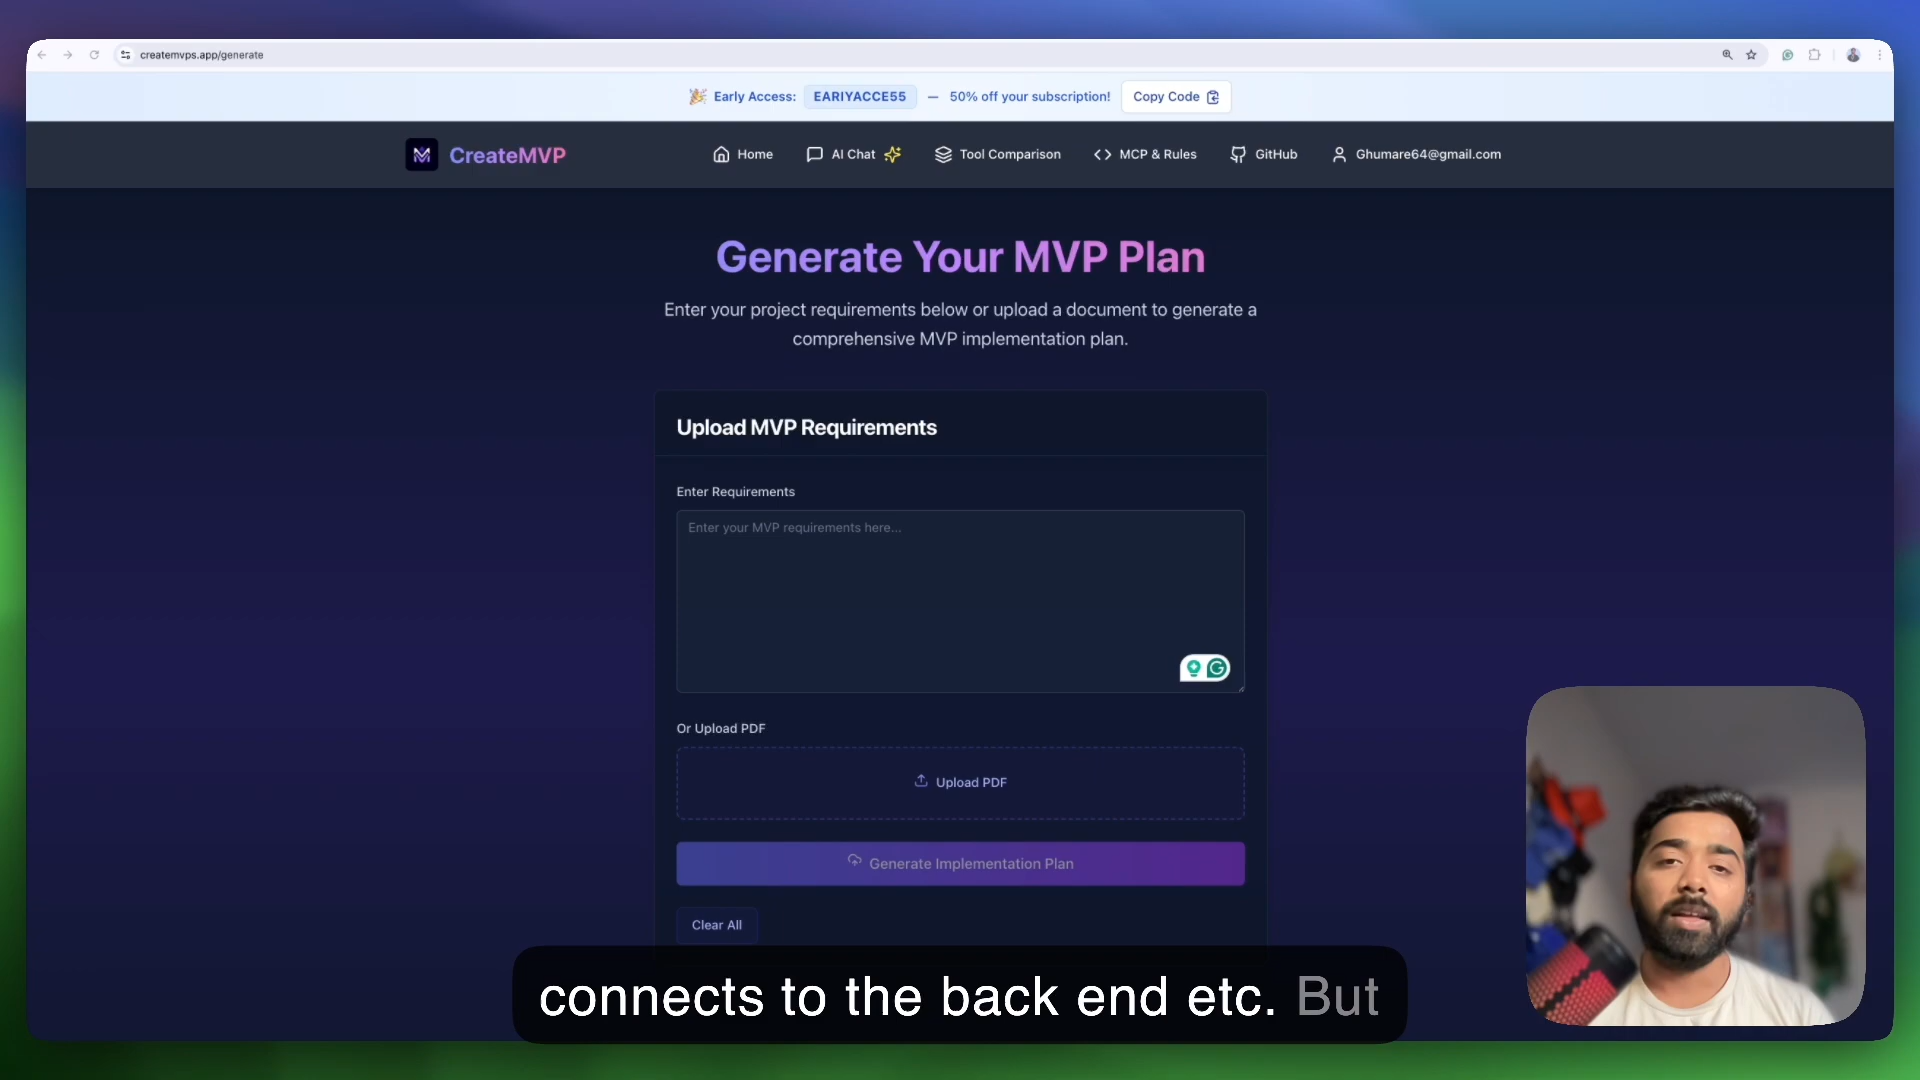 createmvps.app/generate
Early Access: EARIYACCE55 — 50% off your subscription! Copy Code
CreateMVP Home AI Chat Tool Comparison MCP & Rules GitHub Ghumare64@gmail.com
Generate Your MVP Plan
Enter your project requirements below or upload a document to generate a
comprehensive MVP implementation plan.
Upload MVP Requirements
Enter Requirements
Enter your MVP requirements here...
Or Upload PDF
Upload PDF
Generate Implementation Plan
Clear All
connects to the back end etc. But